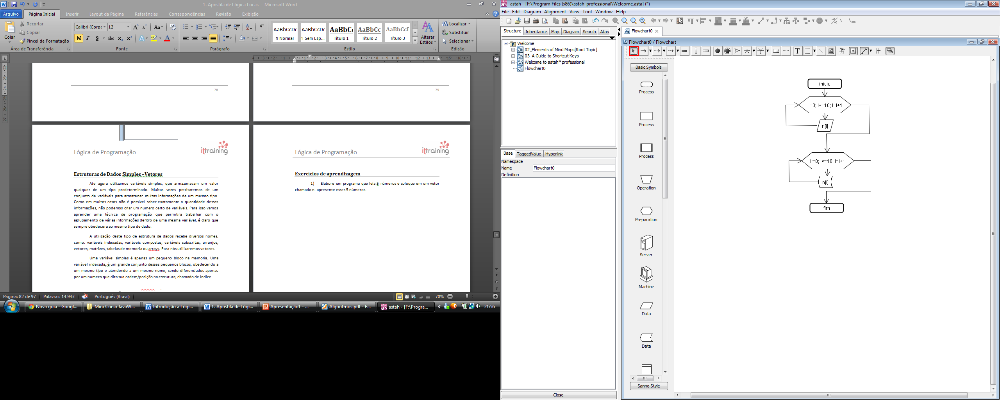 1. Apostila de Lógica Lucas - Microsoft Word
Arquivo
Página Inicial
Inserir
Layout da Página
Referências
Correspondências
Revisão
Exibição
Colar
Recortar
Copiar
Pincel de Formatação
Área de Transferência
Calibri (Corpo
12
Fonte
Parágrafo
AaBbCcDc
¶ Normal
AaBbCcDc
¶ Sem Esp...
AaBbC
Título 1
AaBbCc
Título 2
AaBbCcI
Título 3
Alterar
Estilos
Estilo
Localizar
Substituir
Selecionar
Edição
78
79
Lógica de Programação
ittraining
Estruturas de Dados Simples –Vetores
Ate agora utilizamos variáveis simples, que armazenavam um valor
qualquer de um tipo predeterminado. Muitas vezes precisaremos de um
conjunto de variáveis para armazenar muitas informações de um mesmo tipo.
Como em muitos casos não é possível saber exatamente a quantidade dessas
informações, não podemos criar um numero certo de variáveis. Para isso vamos
aprender uma técnica de programação que permitira trabalhar com o
agrupamento de várias informações dentro de uma mesma variável, é claro que
sempre obedecera ao mesmo tipo de dado.
A utilização deste tipo de estrutura de dados recebe diversos nomes,
como: variáveis indexadas, variáveis compostas, variáveis subscritas, arranjos,
vetores, matrizes, tabelas de memoria ou arrays. Para nós utilizaremos vetores.
Uma variável simples é apenas um pequeno bloco na memoria. Uma
variável indexada, é um grande conjunto desses pequenos blocos, obedecendo a
um mesmo tipo e atendendo a um mesmo nome, sendo diferenciados apenas
por um numero que dita sua ordem/posição na estrutura, chamado de índice.
Lógica de Programação
ittraining
Exercícios de aprendizagem
1) Elabore um programa que leia 5 números e coloque em um vetor
chamado n. apresente esses 5 números.
Página: 82 de 97
Palavras: 14.943
Português (Brasil)
70%
Nova guia - Googl...
Mini Curso JavaW...
Introdução a Lógi...
1. Apostila de Lógi...
Apresentação1 - ...
Algoritmos.pdf - F...
astah - [F:\Progra...
21:56
astah - [F:\Program Files (x86)\astah-professional\Welcome.asta] (*)
File Edit Diagram Alignment View Tool Window Help
Structure
Inheritance
Map
Diagram
Search
Alias
Welcome
02_Elements of Mind Maps[Root Topic]
03_A Guide to Shortcut Keys
Welcome to astah* professional
Flowchart0
Base
TaggedValue
Hyperlink
Namespace
Name
Flowchart0
Definition
Close
Flowchart0
Flowchart0 / Flowchart
Basic Symbols
Process
Process
Process
Operation
Preparation
Server
Machine
Data
Data
Sanno Style
inicio
i =0; i<=10; i=i+1
n[i]
i =0; i<=10; i=i+1
n[i]
fim